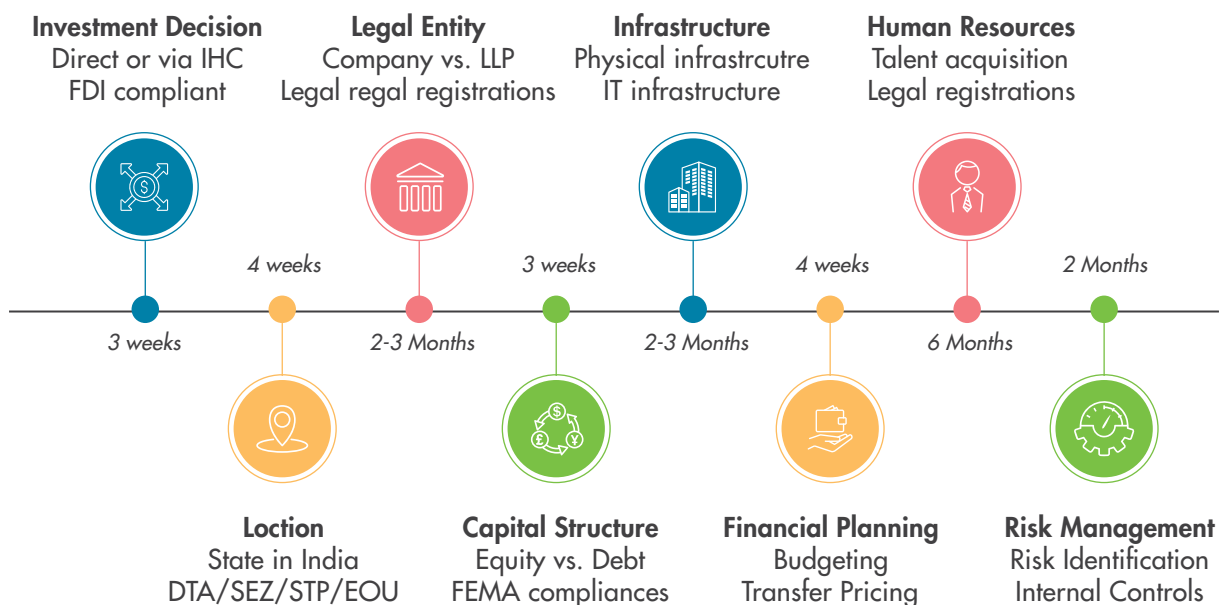 Investment Decision
Direct or via IHC
FDI compliant
Legal Entity
Company vs. LLP
Legal regal registrations
Infrastructure
Physical infrastrcutre
IT infrastructure
Human Resources
Talent acquisition
Legal registrations
$
4 weeks
3 weeks
4 weeks
2 Months
3 weeks
2-3 Months
2-3 Months
6 Months
$
£
¥
Loction
State in India
DTA/SEZ/STP/EOU
Capital Structure
Equity vs. Debt
FEMA compliances
Financial Planning
Budgeting
Transfer Pricing
Risk Management
Risk Identification
Internal Controls